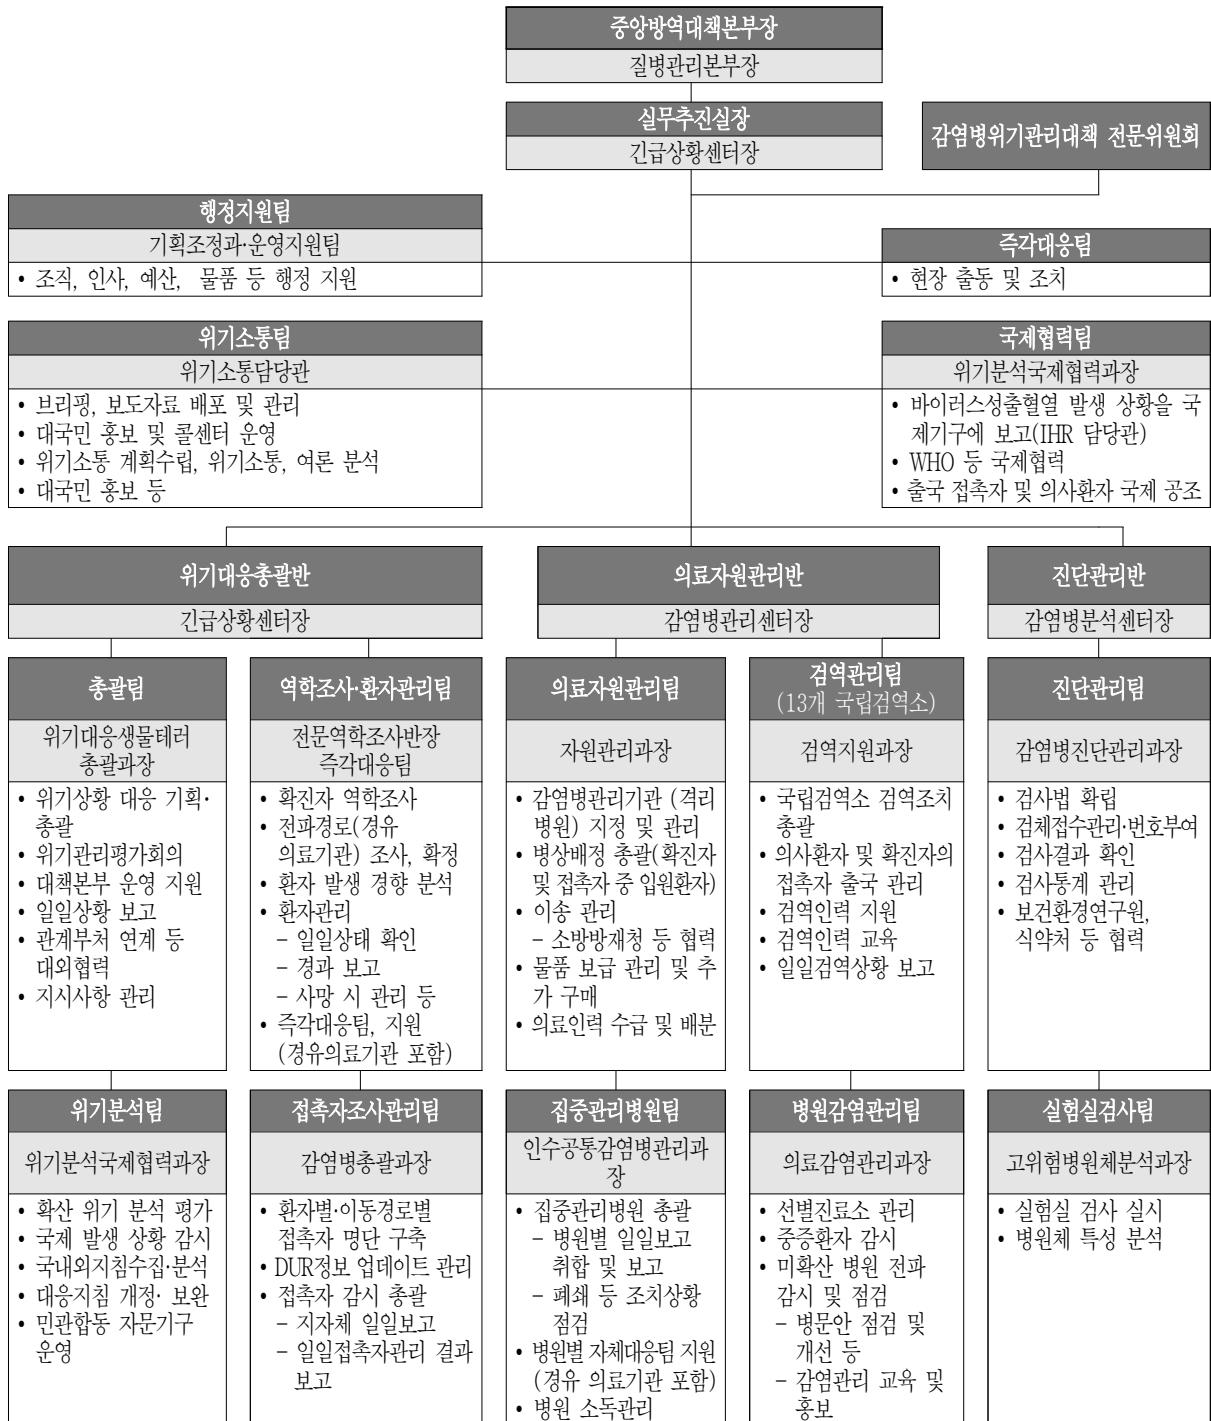 중앙방역대책본부장
질병관리본부장
실무추진실장
긴급상황센터장
감염병위기관리대책 전문위원회
행정지원팀
기획조정과·운영지원팀
• 조직, 인사, 예산, 물품 등 행정 지원
즉각대응팀
• 현장 출동 및 조치
위기소통팀
위기소통담당관
• 브리핑, 보도자료 배포 및 관리
• 대국민 홍보 및 콜센터 운영
• 위기소통 계획수립, 위기소통, 여론 분석
• 대국민 홍보 등
국제협력팀
위기분석국제협력과장
• 바이러스성출혈열 발생 상황을 국
제기구에 보고(IHR 담당관)
• WHO 등 국제협력
• 출국 접촉자 및 의사환자 국제 공조
위기대응총괄반
긴급상황센터장
의료자원관리반
감염병관리센터장
진단관리반
감염병분석센터장
총괄팀
위기대응생물테러
총괄과장
• 위기상황 대응 기획·
총괄
• 위기관리평가회의
• 대책본부 운영 지원
• 일일상황 보고
• 관계부처 연계 등
대외협력
• 지시사항 관리
역학조사·환자관리팀
전문역학조사반장
즉각대응팀
• 확진자 역학조사
• 전파경로(경유
의료기관) 조사, 확정
• 환자 발생 경향 분석
• 환자관리
– 일일상태 확인
– 경과 보고
– 사망 시 관리 등
• 즉각대응팀, 지원
(경유의료기관 포함)
의료자원관리팀
자원관리과장
• 감염병관리기관 (격리
병원) 지정 및 관리
• 병상배정 총괄(확진자
및 접촉자 중 입원환자)
• 이송 관리
– 소방방재청 등 협력
• 물품 보급 관리 및 추
가 구매
• 의료인력 수급 및 배분
검역관리팀
(13개 국립검역소)
검역지원과장
• 국립검역소 검역조치
총괄
• 의사환자 및 확진자의
접촉자 출국 관리
• 검역인력 지원
• 검역인력 교육
• 일일검역상황 보고
진단관리팀
감염병진단관리과장
• 검사법 확립
• 검체접수관리·번호부여
• 검사결과 확인
• 검사통계 관리
• 보건환경연구원,
식약처 등 협력
위기분석팀
위기분석국제협력과장
• 확산 위기 분석 평가
• 국제 발생 상황 감시
• 국내외지침수집·분석
• 대응지침 개정· 보완
• 민관합동 자문기구
운영
접촉자조사관리팀
감염병총괄과장
• 환자별·이동경로별
접촉자 명단 구축
• DUR정보 업데이트 관리
• 접촉자 감시 총괄
– 지자체 일일보고
– 일일접촉자관리 결과
보고
집중관리병원팀
인수공통감염병관리과
장
• 집중관리병원 총괄
– 병원별 일일보고
취합 및 보고
– 폐쇄 등 조치상황
점검
• 병원별 자체대응팀 지원
(경유 의료기관 포함)
• 병원 소독관리
병원감염관리팀
의료감염관리과장
• 선별진료소 관리
• 중증환자 감시
• 미확산 병원 전파
감시 및 점검
– 병문안 점검 및
개선 등
– 감염관리 교육 및
홍보
실험실검사팀
고위험병원체분석과장
• 실험실 검사 실시
• 병원체 특성 분석